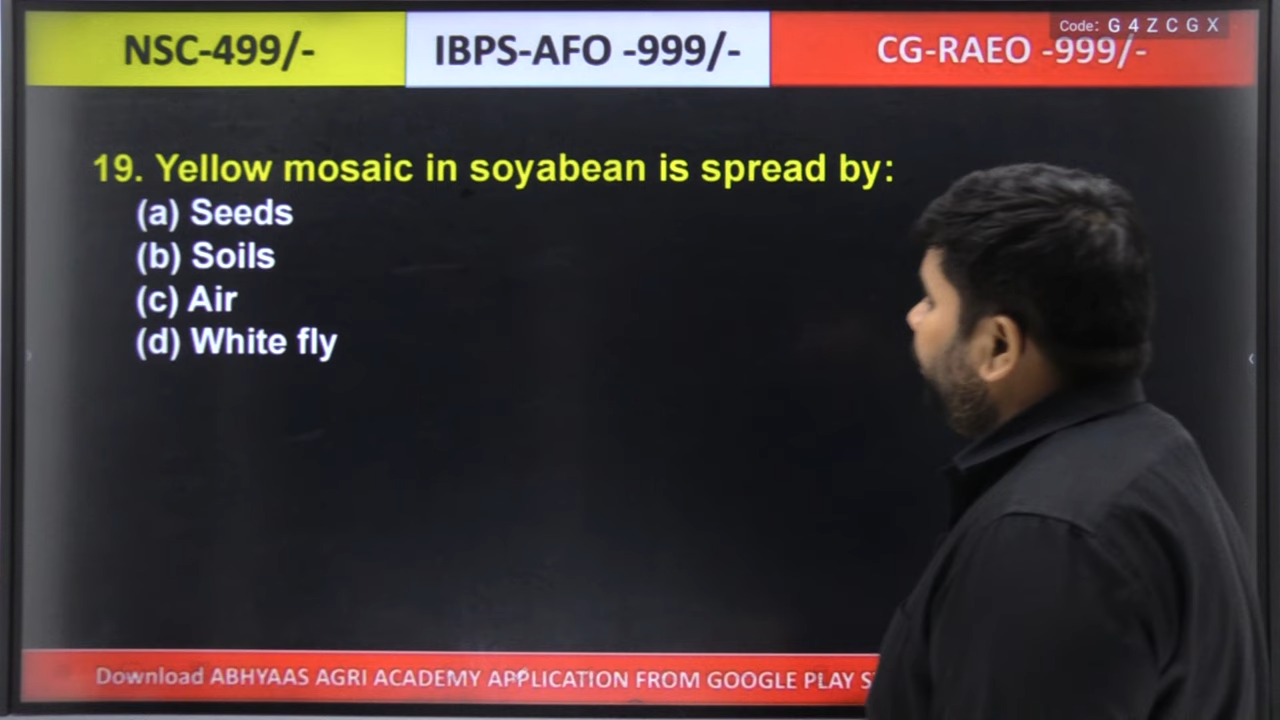 NSC-499/-
IBPS-AFO -999/-
CG-RAEO -999/-
Code: G4ZCGX
19. Yellow mosaic in soyabean is spread by:
(a) Seeds
(b) Soils
(c) Air
(d) White fly
Download ABHYAAS AGRI ACADEMY APPLICATION FROM GOOGLE PLAY